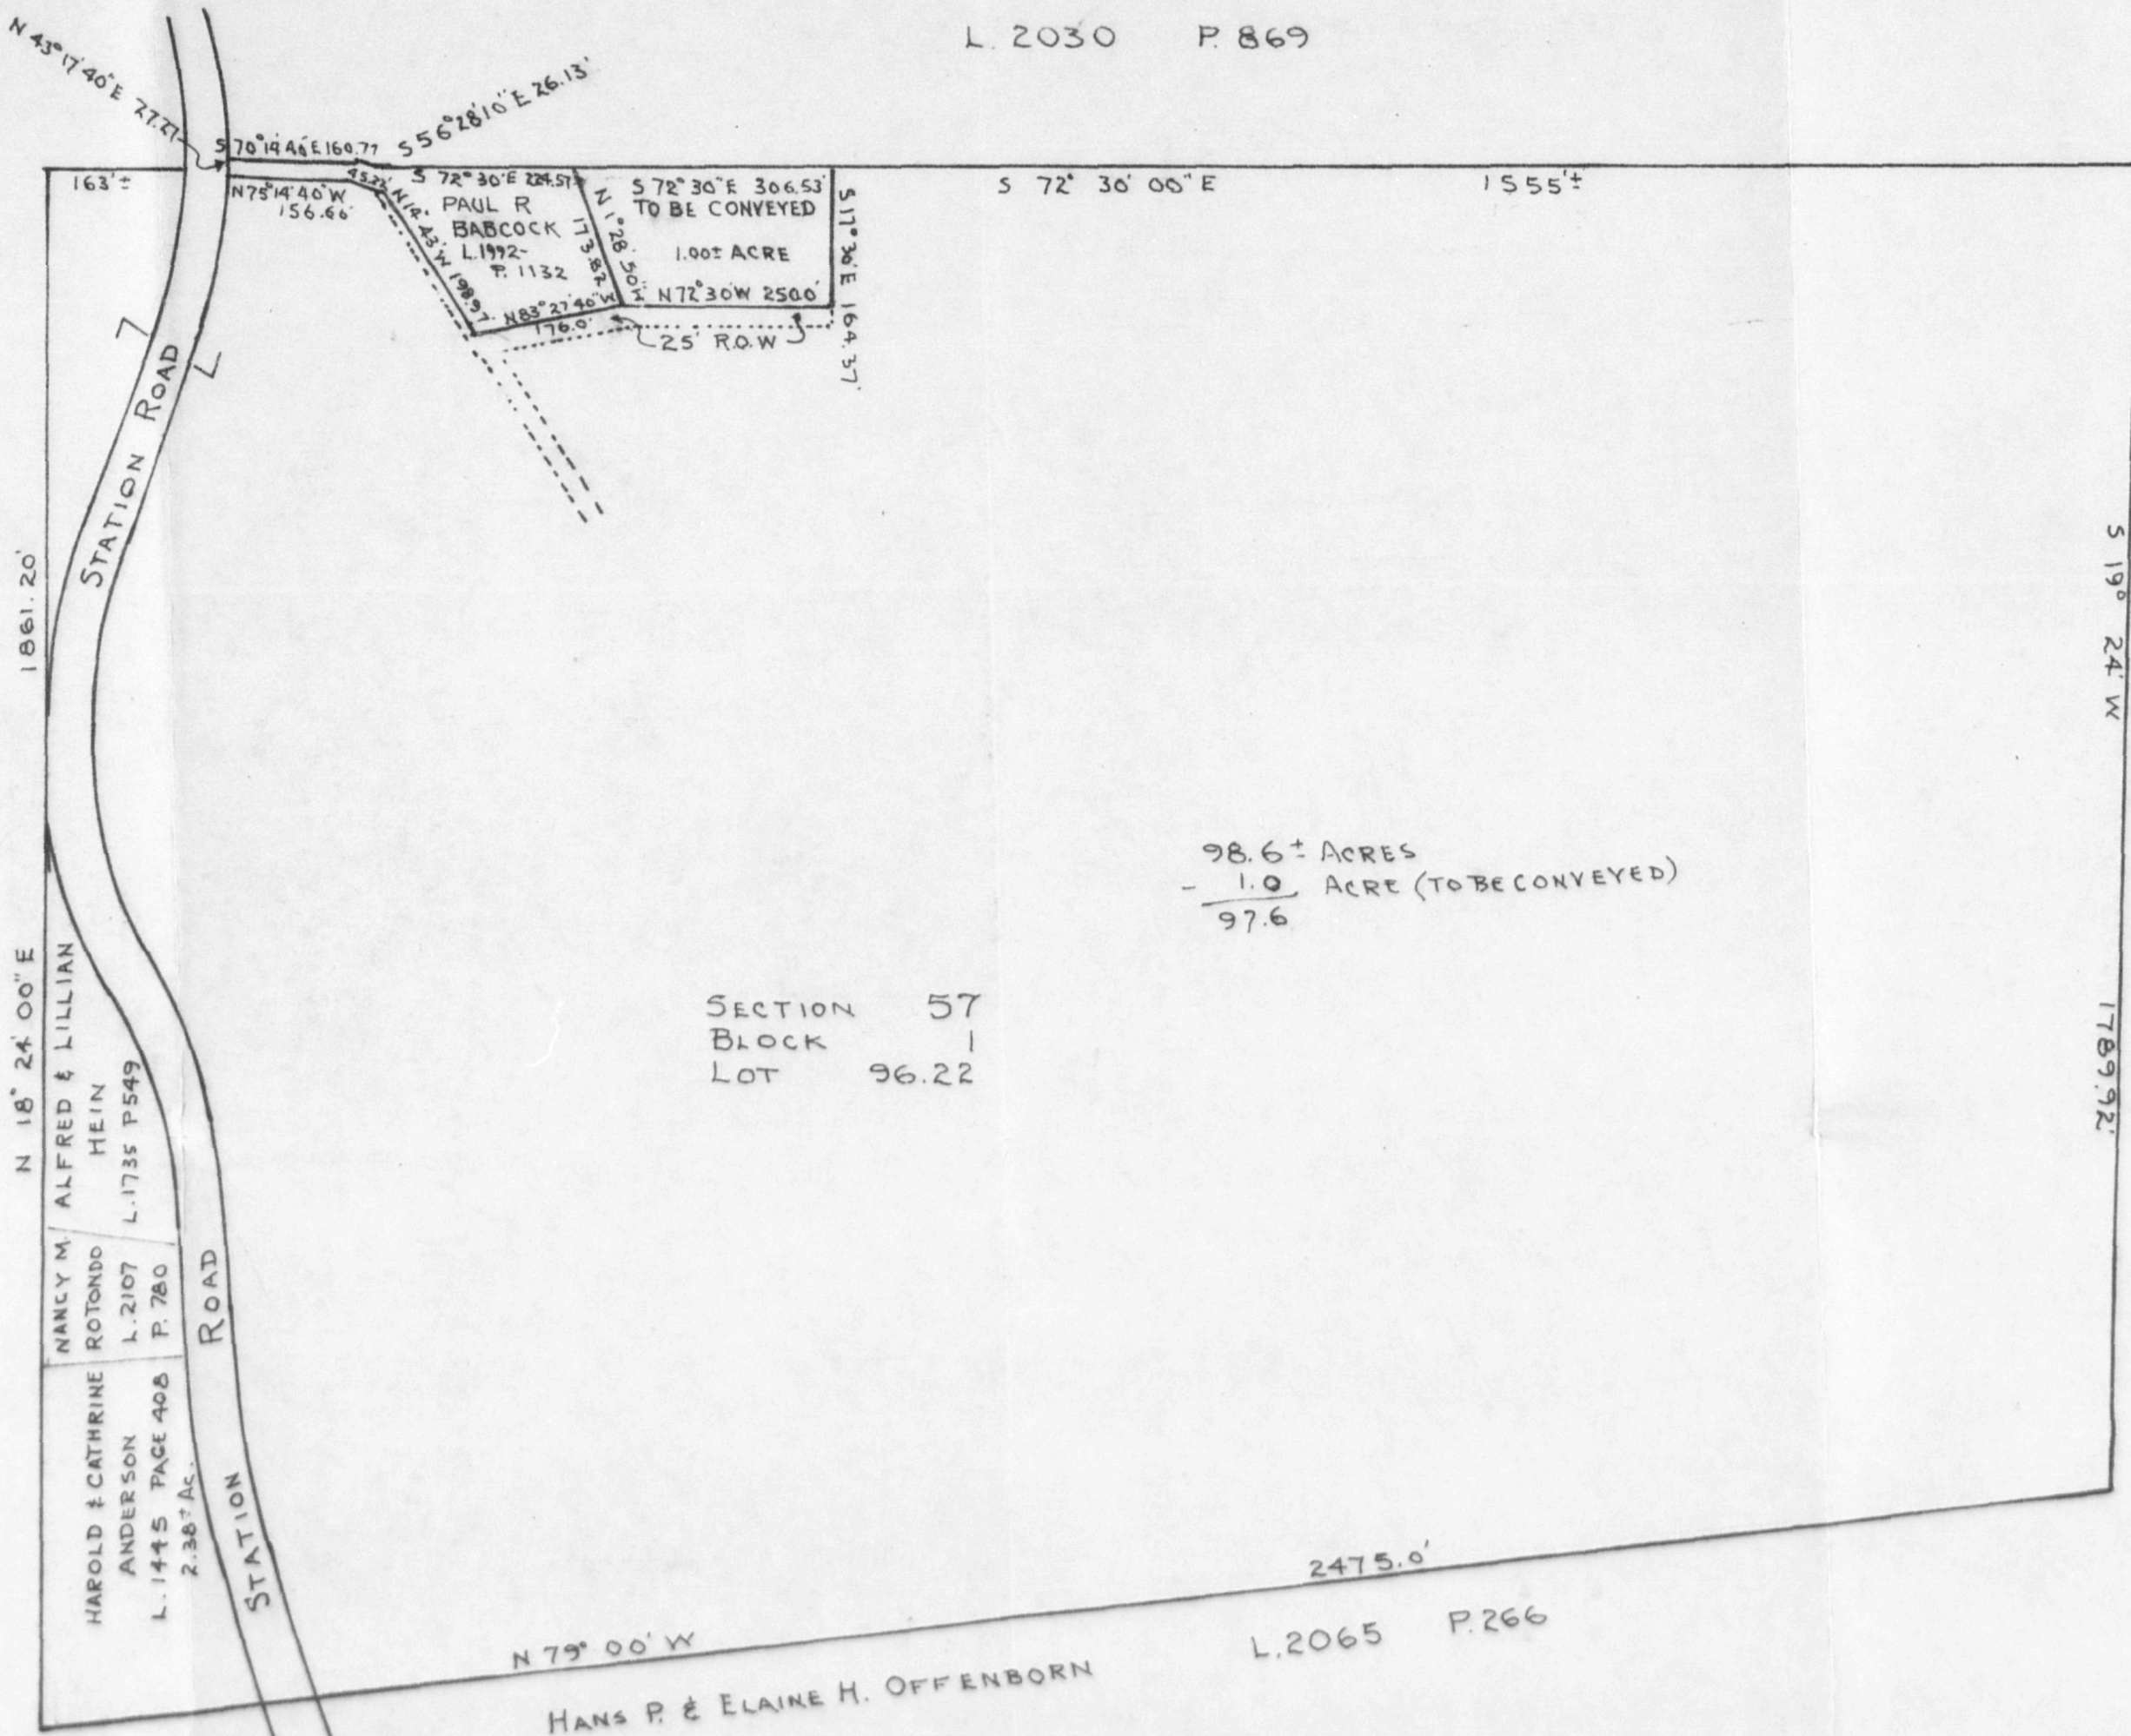 L. 2030 P. 869
N 43° 17' 40" E 27.27
S 56° 28' 10" E 26.13'
S 70° 14' 40" E 160.77
163' ±
N 75° 14' 40" W
156.66'
S 72° 30' E 224.57'
PAUL R
BABCOCK
L. 1992-
P. 1132
N 14° 43' W 198.97
N 83° 27' 40" W
176.0'
N 1° 28' 50" W
173.82
S 72° 30' E 306.53'
TO BE CONVEYED
1.00± ACRE
N 72° 30' W 250.0'
S 17° 30' E 164.37'
25' R.O.W
S 72° 30' 00" E 1555' ±
STATION ROAD
1861.20'
N 18° 24' 00" E
S 19° 24' W
1789.92'
98.6 ± ACRES
- 1.0 ACRE (TO BE CONVEYED)
97.6
SECTION 57
BLOCK 1
LOT 96.22
ALFRED & LILLIAN
HEIN
L. 1735 P549
NANCY M.
ROTONDO
L. 2107
P. 780
HAROLD & CATHRINE
ANDERSON
L. 1445 PAGE 408
2.38± AC.
STATION ROAD
N 79° 00' W
2475.0'
HANS P. & ELAINE H. OFFENBORN
L. 2065 P. 266